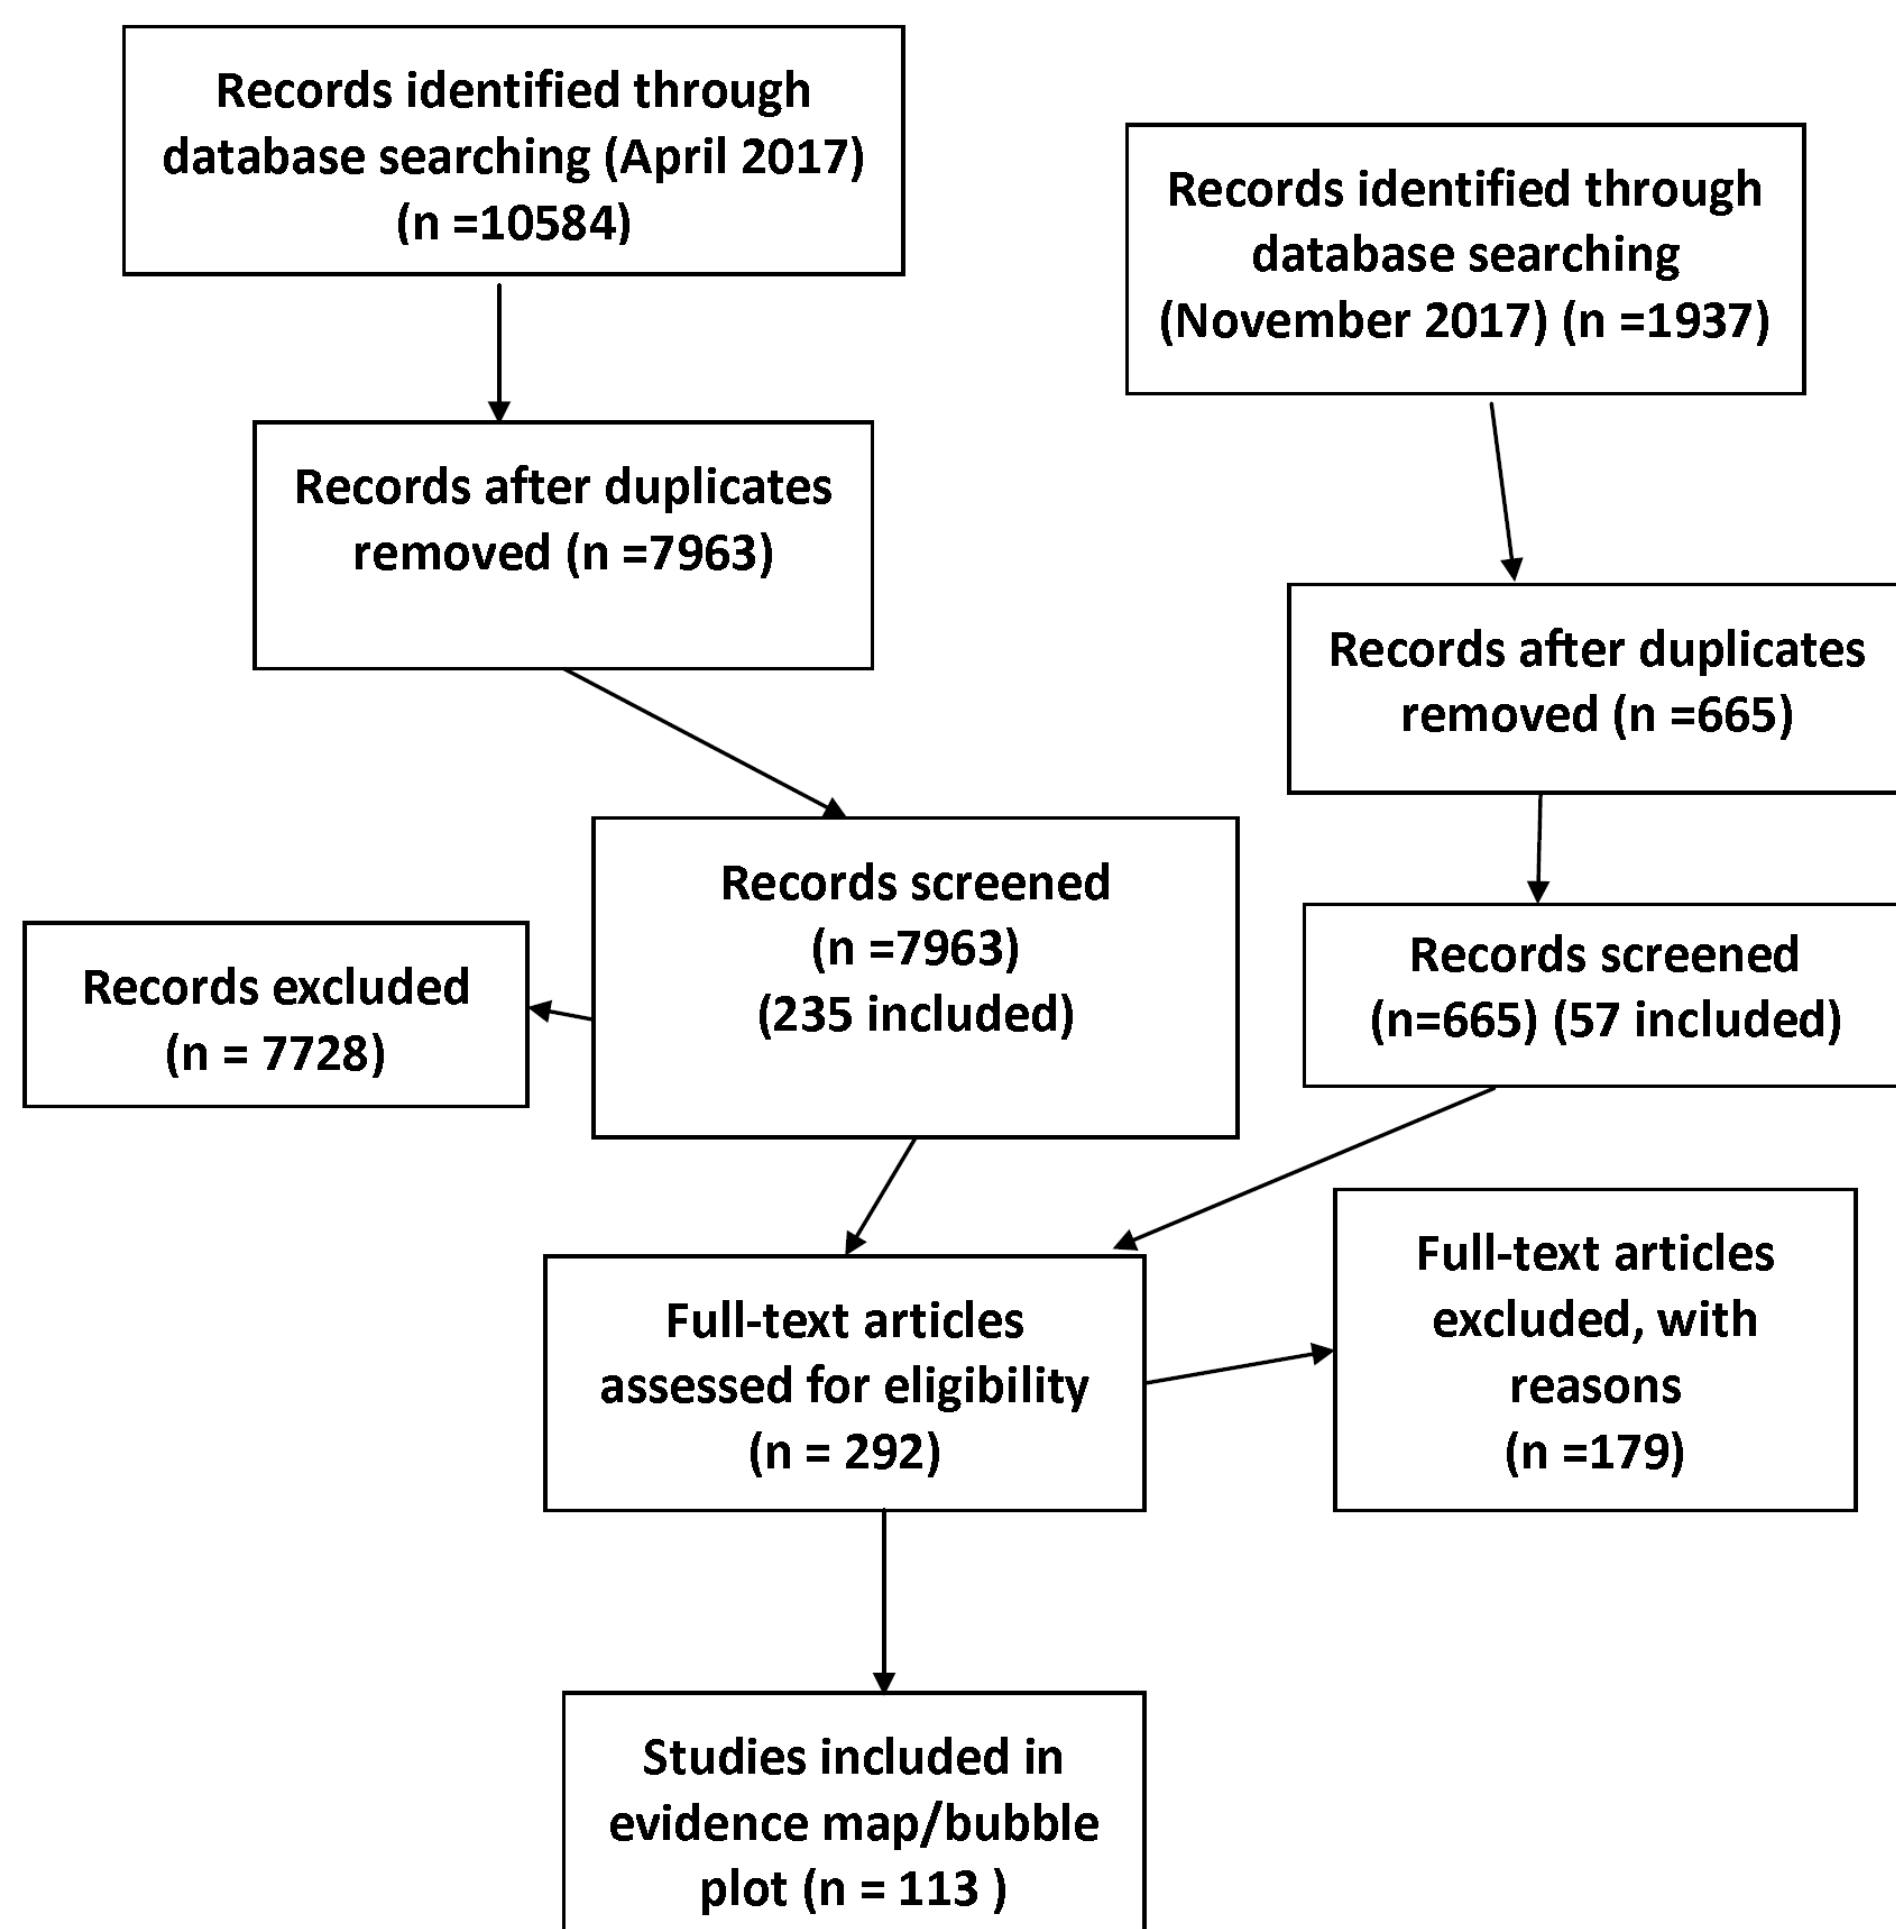 Records identified through
database searching (April 2017)
(n =10584)
Records identified through
database searching
(November 2017) (n =1937)
Records after duplicates
removed (n =7963)
Records after duplicates
removed (n =665)
Records screened
(n =7963)
(235 included)
Records excluded
(n = 7728)
Records screened
(n=665) (57 included)
Full-text articles
assessed for eligibility
(n = 292)
Full-text articles
excluded, with
reasons
(n =179)
Studies included in
evidence map/bubble
plot (n = 113 )